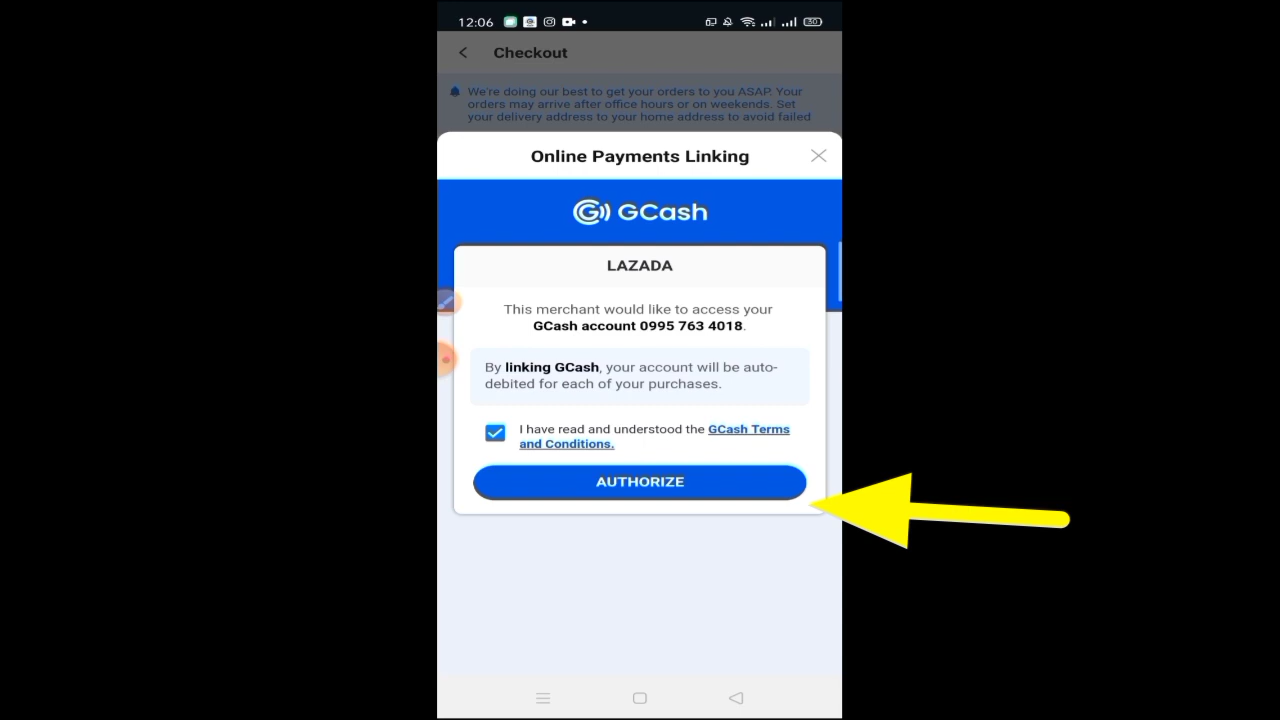 12:06
30
Checkout
We're doing our best to get your orders to you ASAP. Your
orders may arrive after office hours or on weekends. Set
your delivery address to your home address to avoid failed
Online Payments Linking
GCash
LAZADA
This merchant would like to access your
GCash account 0995 763 4018.
By linking GCash, your account will be auto-
debited for each of your purchases.
I have read and understood the GCash Terms
and Conditions.
AUTHORIZE